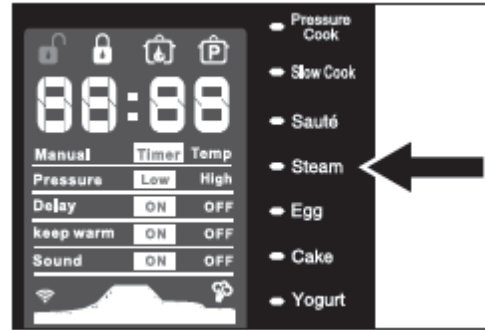 P
88:88
Manual Timer Temp
Pressure Low High
Delay ON OFF
keep warm ON OFF
Sound ON OFF
Pressure
Cook
Slow Cook
Sauté
Steam
Egg
Cake
Yogurt